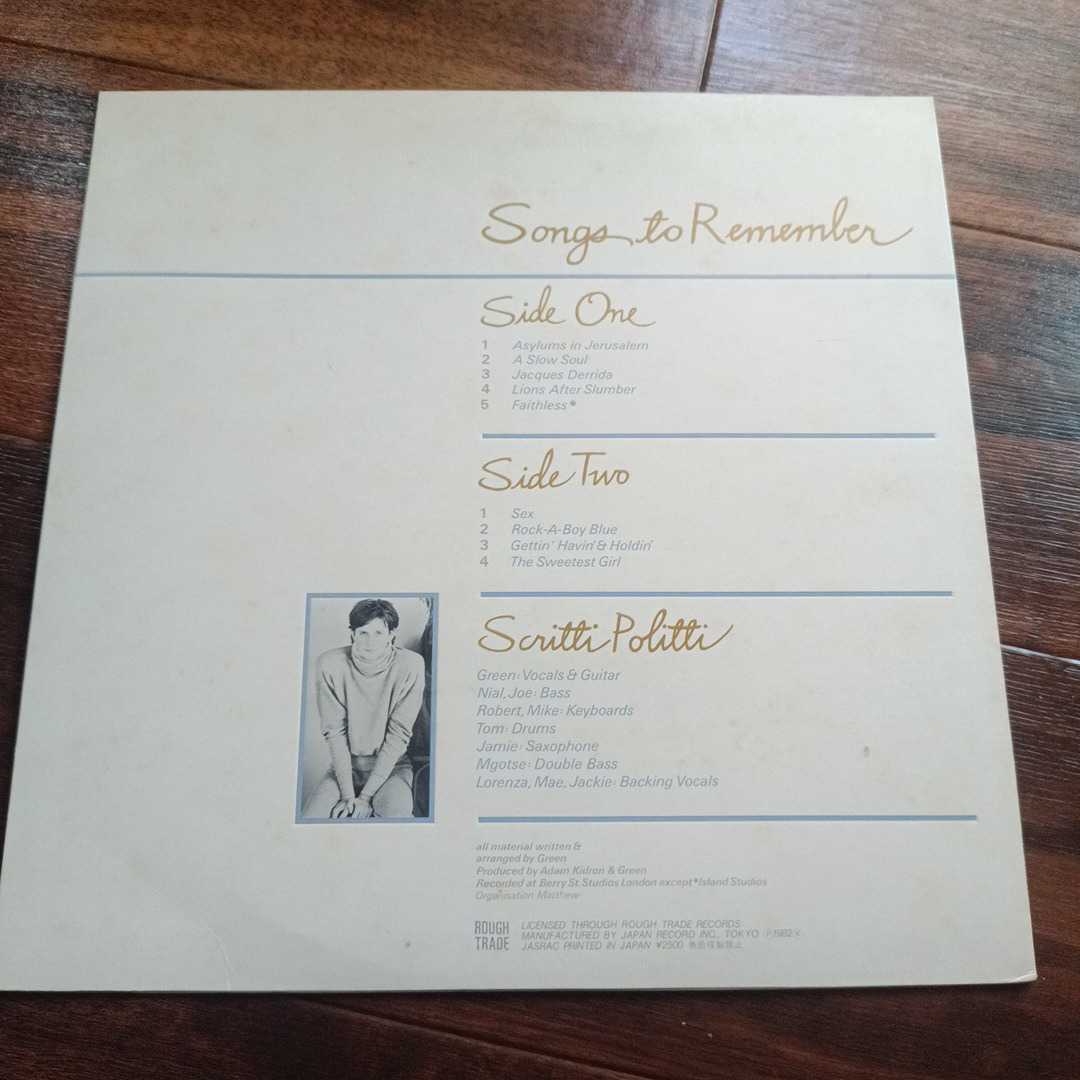 Songs to Remember
Side One
1 Asylums in Jerusalem
2 A Slow Soul
3 Jacques Derrida
4 Lions After Slumber
5 Faithless*
Side Two
1 Sex
2 Rock-A-Boy Blue
3 Gettin' Havin' & Holdin'
4 The Sweetest Girl
Scritti Politti
Green: Vocals & Guitar
Nial, Joe: Bass
Robert, Mike: Keyboards
Tom: Drums
Jamie: Saxophone
Mgotse: Double Bass
Lorenza, Mae, Jackie: Backing Vocals
all material written &
arranged by Green
Produced by Adam Kidron & Green
Recorded at Berry St. Studios London except *Island Studios
Organisation Matthew
ROUGH TRADE
LICENSED THROUGH ROUGH TRADE RECORDS
MANUFACTURED BY JAPAN RECORD INC., TOKYO
JASRAC PRINTED IN JAPAN ¥2500